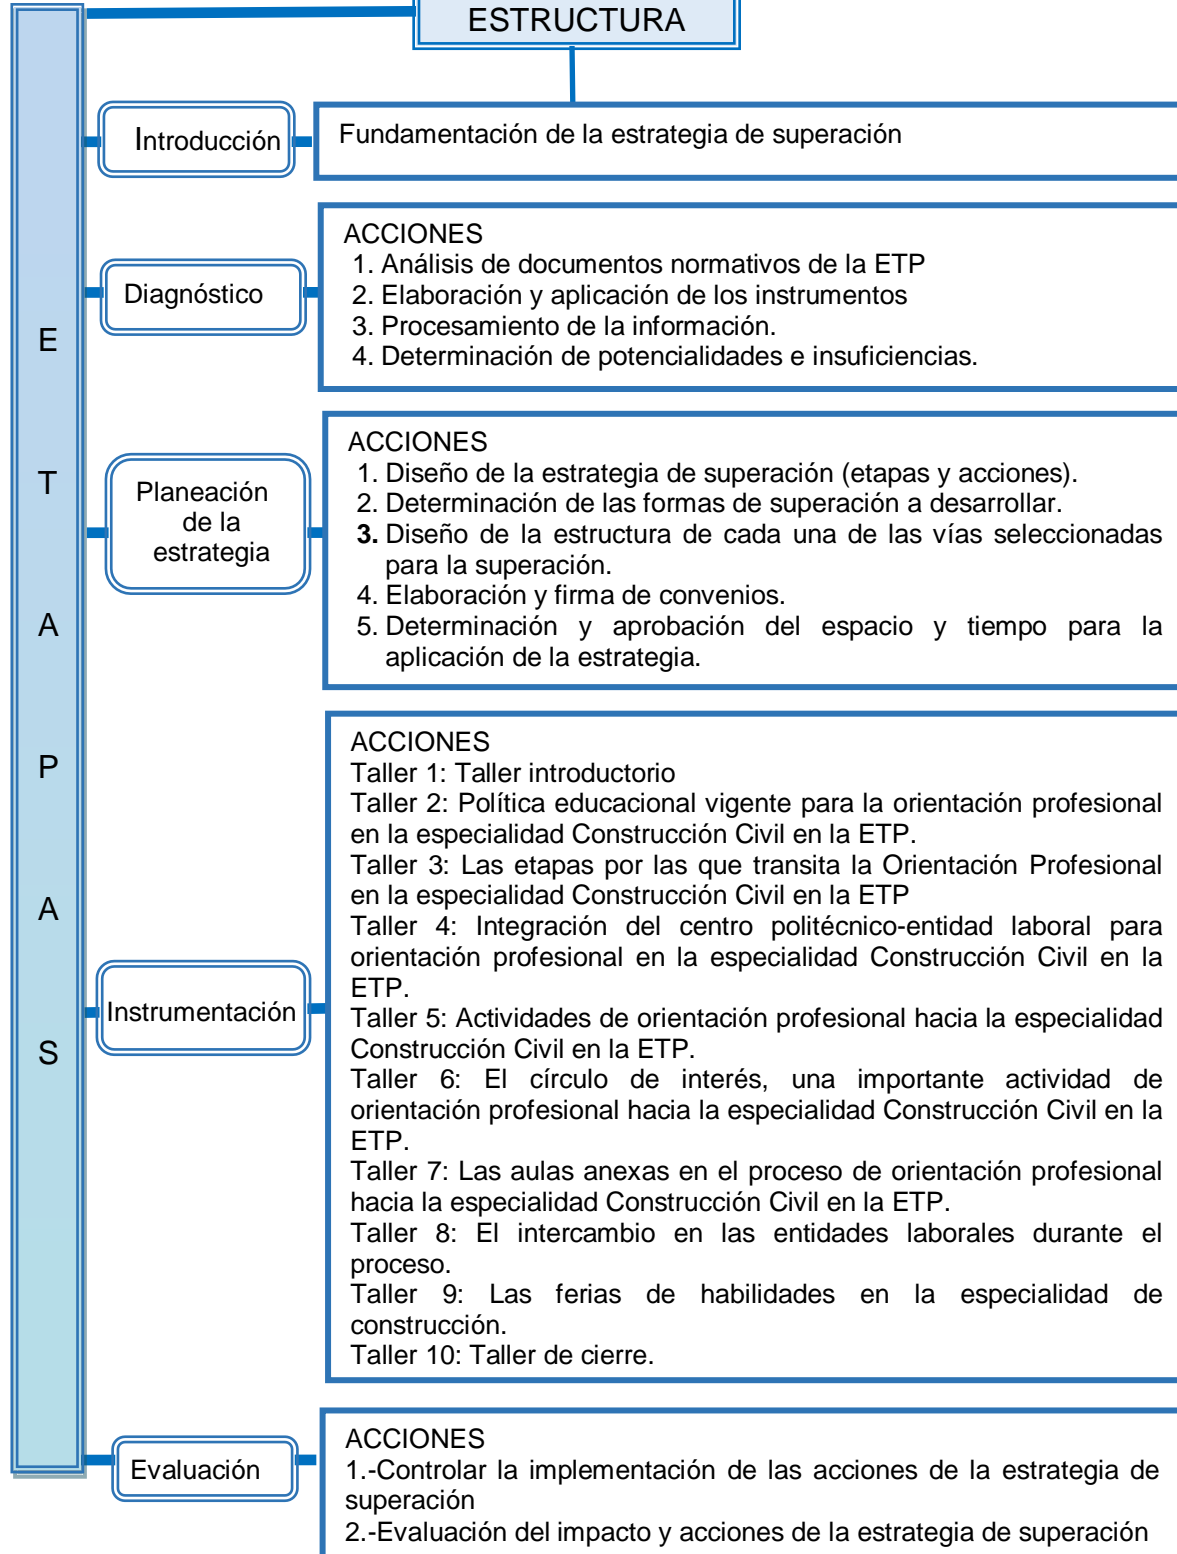 ESTRUCTURA
E
T
A
P
A
S
Introducción
Fundamentación de la estrategia de superación
Diagnóstico
ACCIONES
1. Análisis de documentos normativos de la ETP
2. Elaboración y aplicación de los instrumentos
3. Procesamiento de la información.
4. Determinación de potencialidades e insuficiencias.
Planeación
de la
estrategia
ACCIONES
1. Diseño de la estrategia de superación (etapas y acciones).
2. Determinación de las formas de superación a desarrollar.
3. Diseño de la estructura de cada una de las vías seleccionadas
para la superación.
4. Elaboración y firma de convenios.
5. Determinación y aprobación del espacio y tiempo para la
aplicación de la estrategia.
Instrumentación
ACCIONES
Taller 1: Taller introductorio
Taller 2: Política educacional vigente para la orientación profesional
en la especialidad Construcción Civil en la ETP.
Taller 3: Las etapas por las que transita la Orientación Profesional
en la especialidad Construcción Civil en la ETP
Taller 4: Integración del centro politécnico-entidad laboral para
orientación profesional en la especialidad Construcción Civil en la
ETP.
Taller 5: Actividades de orientación profesional hacia la especialidad
Construcción Civil en la ETP.
Taller 6: El círculo de interés, una importante actividad de
orientación profesional hacia la especialidad Construcción Civil en la
ETP.
Taller 7: Las aulas anexas en el proceso de orientación profesional
hacia la especialidad Construcción Civil en la ETP.
Taller 8: El intercambio en las entidades laborales durante el
proceso.
Taller 9: Las ferias de habilidades en la especialidad de
construcción.
Taller 10: Taller de cierre.
Evaluación
ACCIONES
1.-Controlar la implementación de las acciones de la estrategia de
superación
2.-Evaluación del impacto y acciones de la estrategia de superación